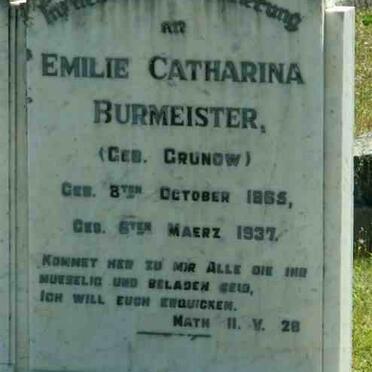 AN
EMILIE CATHARINA
BURMEISTER,
(GEB. GRUNOW)
GEB. 8TEN OCTOBER 1865,
GES. 6TEN MAERZ 1937.
KOMMET HER ZU MIR ALLE DIE IHR
MUESELIG UND BELADEN SEID,
ICH WILL EUCH ERQUICKEN.
MATH 11. V. 28